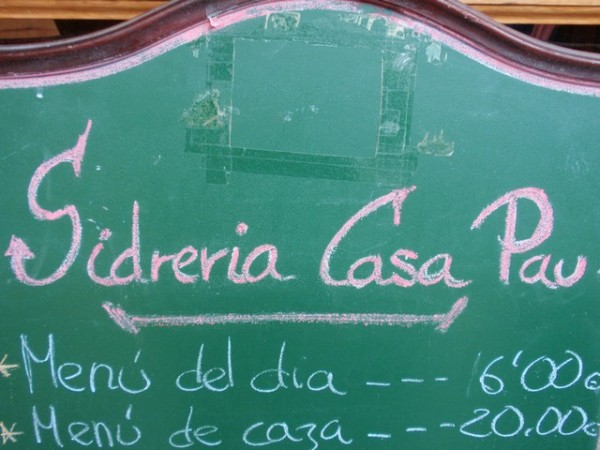 Sidreria Casa Pau
* Menú del dia --- 6'00€
* Menú de caza --- 20.00€